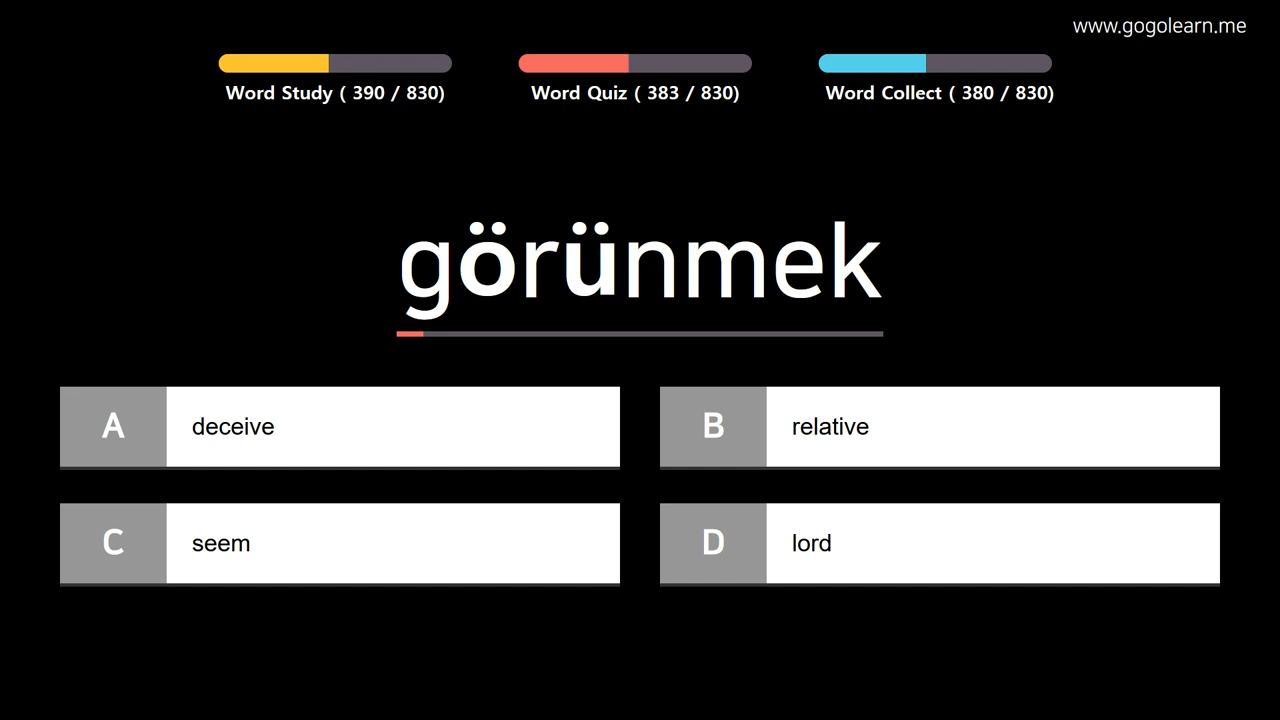 www.gogolearn.me
Word Study ( 390 / 830)
Word Quiz ( 383 / 830)
Word Collect ( 380 / 830)
görünmek
A deceive
B relative
C seem
D lord